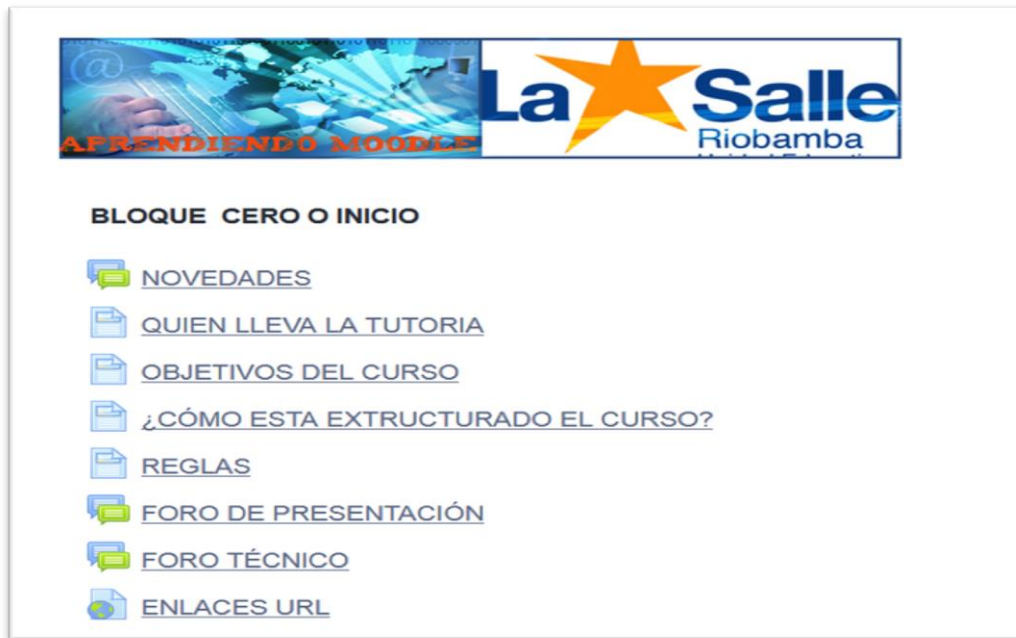 @
APRENDIENDO MOODLE
La Salle
Riobamba
BLOQUE CERO O INICIO
NOVEDADES
QUIEN LLEVA LA TUTORIA
OBJETIVOS DEL CURSO
¿CÓMO ESTA EXTRUCTURADO EL CURSO?
REGLAS
FORO DE PRESENTACIÓN
FORO TÉCNICO
ENLACES URL